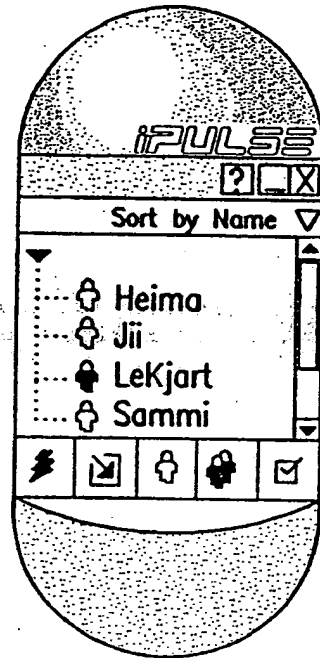 iPULSE
? _ X
Sort by Name
Heima
Jii
LeKjart
Sammi